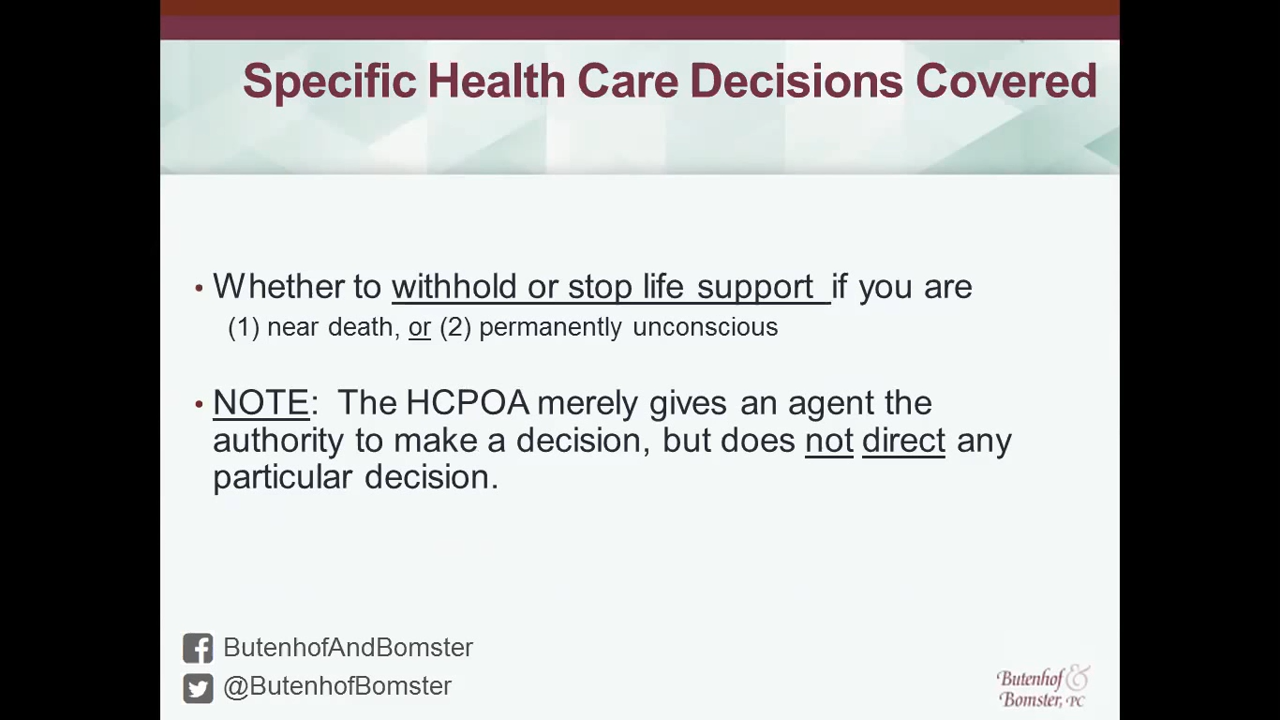 Specific Health Care Decisions Covered
• Whether to withhold or stop life support if you are
(1) near death, or (2) permanently unconscious
• NOTE: The HCPOA merely gives an agent the
authority to make a decision, but does not direct any
particular decision.
ButenhofAndBomster
@ButenhofBomster
Butenhof &
Bomster, PC